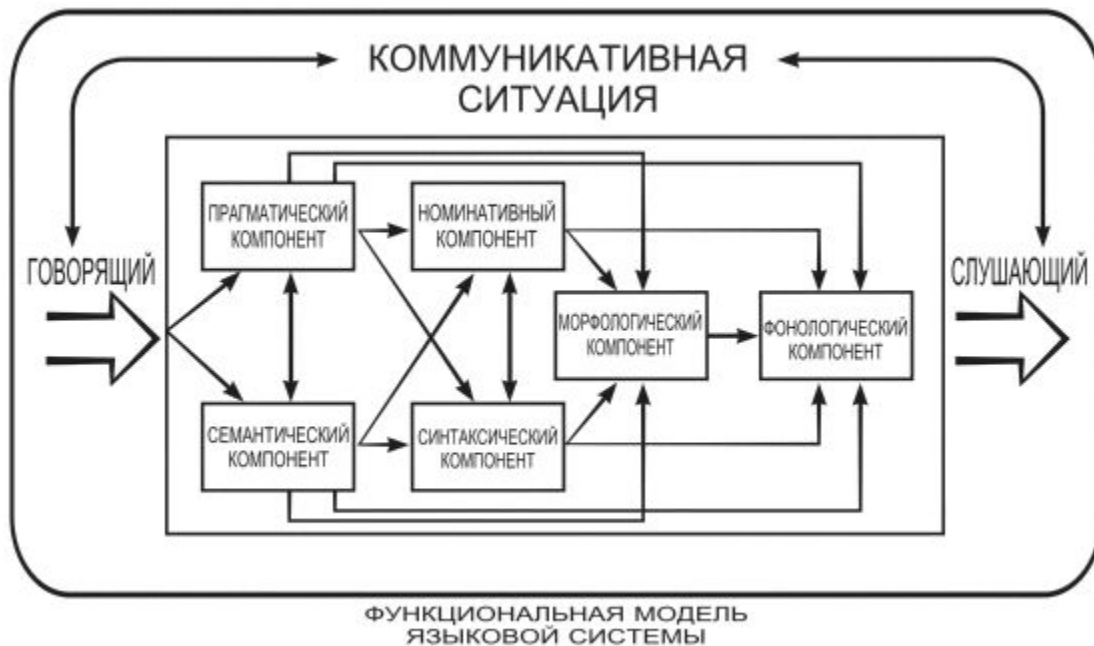 КОММУНИКАТИВНАЯ
СИТУАЦИЯ
ПРАГМАТИЧЕСКИЙ
КОМПОНЕНТ
НОМИНАТИВНЫЙ
КОМПОНЕНТ
ГОВОРЯЩИЙ
СЛУШАЮЩИЙ
МОРФОЛОГИЧЕСКИЙ
КОМПОНЕНТ
ФОНОЛОГИЧЕСКИЙ
КОМПОНЕНТ
СЕМАНТИЧЕСКИЙ
КОМПОНЕНТ
СИНТАКСИЧЕСКИЙ
КОМПОНЕНТ
ФУНКЦИОНАЛЬНАЯ МОДЕЛЬ
ЯЗЫКОВОЙ СИСТЕМЫ